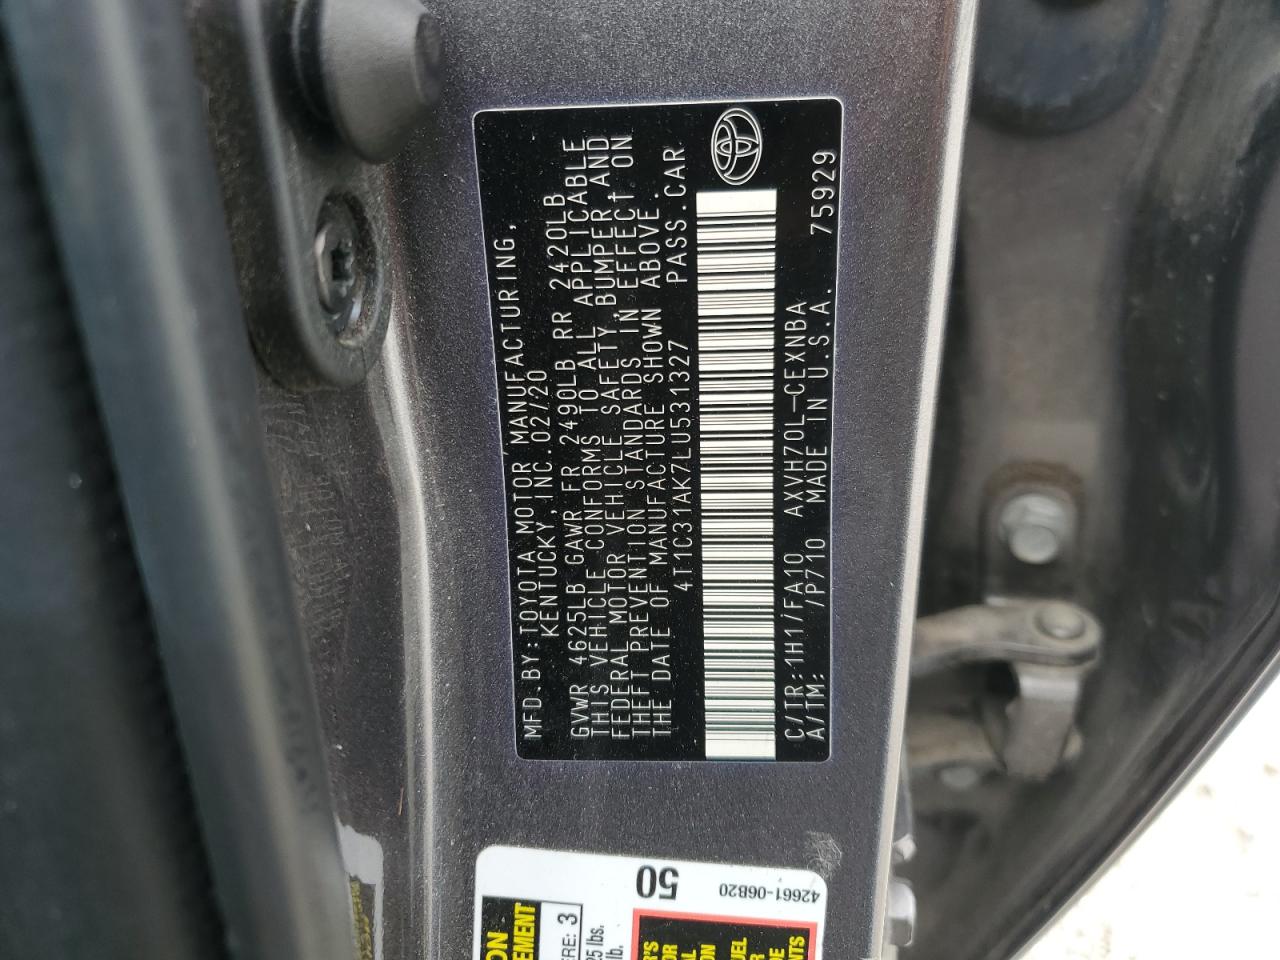 MFD.BY:TOYOTA MOTOR MANUFACTURING,
KENTUCKY,INC.02/20
GVWR 4625LB GAWR FR 2490LB RR 2420LB
THIS VEHICLE CONFORMS TO ALL APPLICABLE
FEDERAL MOTOR VEHICLE SAFETY,BUMPER,AND
THEFT PREVENTION STANDARDS IN EFFECT ON
THE DATE OF MANUFACTURE SHOWN ABOVE.
4T1C31AK7LU531327 PASS.CAR
C/TR:1H1/FA10 AXVH70L-CEXNBA 75929
A/TM: /P710 MADE IN U.S.A.
50
42661-06B20